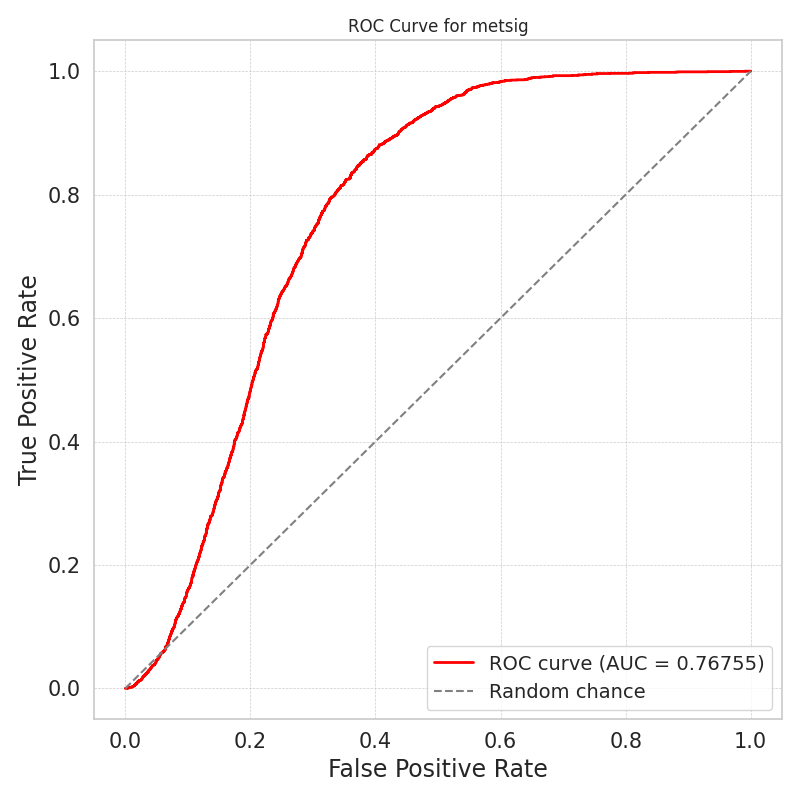 ROC Curve for metsig
True Positive Rate
1.0
0.8
0.6
0.4
0.2
0.0
ROC curve (AUC = 0.76755)
Random chance
0.0 0.2 0.4 0.6 0.8 1.0
False Positive Rate